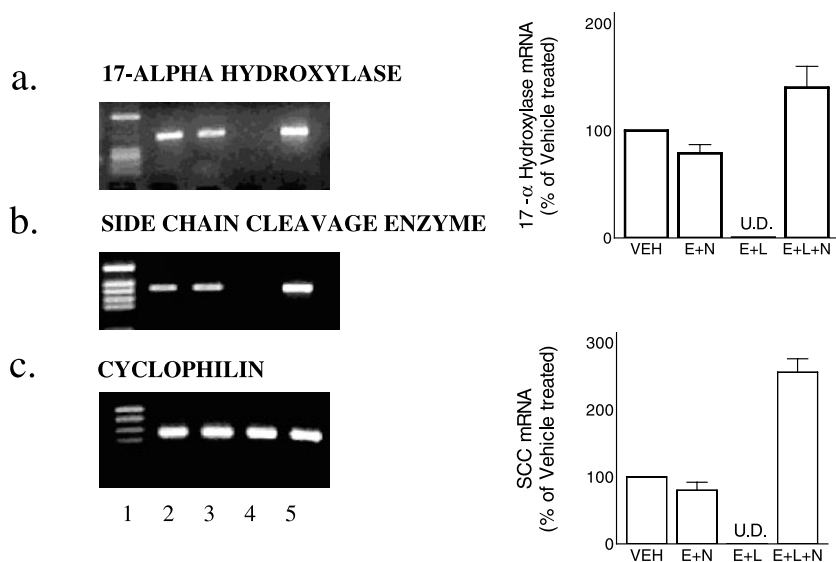 a.
17-ALPHA HYDROXYLASE
b.
SIDE CHAIN CLEAVAGE ENZYME
c.
CYCLOPHILIN
1 2 3 4 5
17 -α Hydroxylase mRNA
(% of Vehicle treated)
200
100
0
U.D.
VEH E+N E+L E+L+N
SCC mRNA
(% of Vehicle treated)
300
200
100
0
U.D.
VEH E+N E+L E+L+N